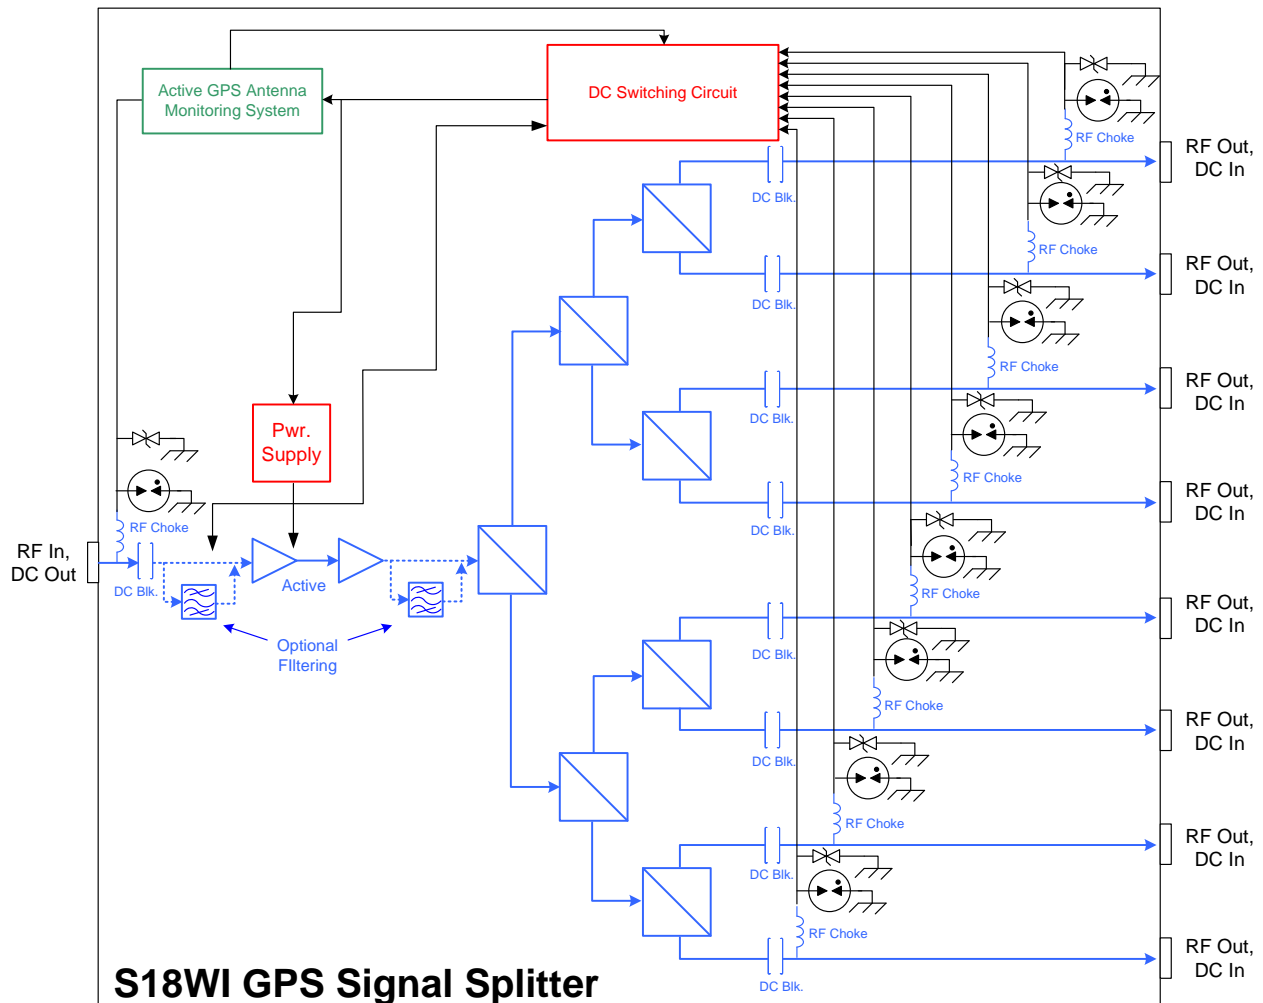 Active GPS Antenna
Monitoring System
DC Switching Circuit
RF Choke
RF Out,
DC In
DC Blk.
RF Choke
RF Out,
DC In
DC Blk.
RF Choke
RF Out,
DC In
DC Blk.
Pwr.
Supply
RF Choke
RF Out,
DC In
DC Blk.
RF Choke
RF In,
DC Out
DC Blk.
Active
Optional
FIltering
RF Choke
RF Out,
DC In
DC Blk.
RF Choke
RF Out,
DC In
DC Blk.
RF Choke
RF Out,
DC In
DC Blk.
RF Choke
RF Out,
DC In
DC Blk.
S18WI GPS Signal Splitter